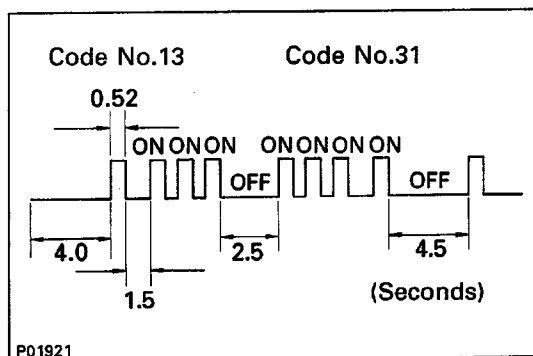 Code No.13 Code No.31
0.52
ON ON ON ON ON ON ON
OFF OFF
4.0 2.5 4.5
1.5 (Seconds)
P01921